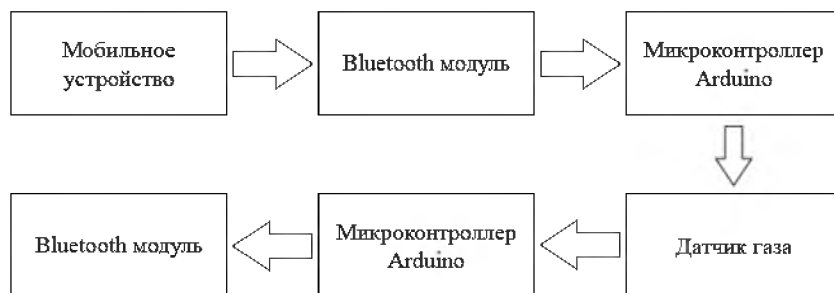 Мобильное
устройство
Bluetooth модуль
Микроконтроллер
Arduino
Bluetooth модуль
Микроконтроллер
Arduino
Датчик газа